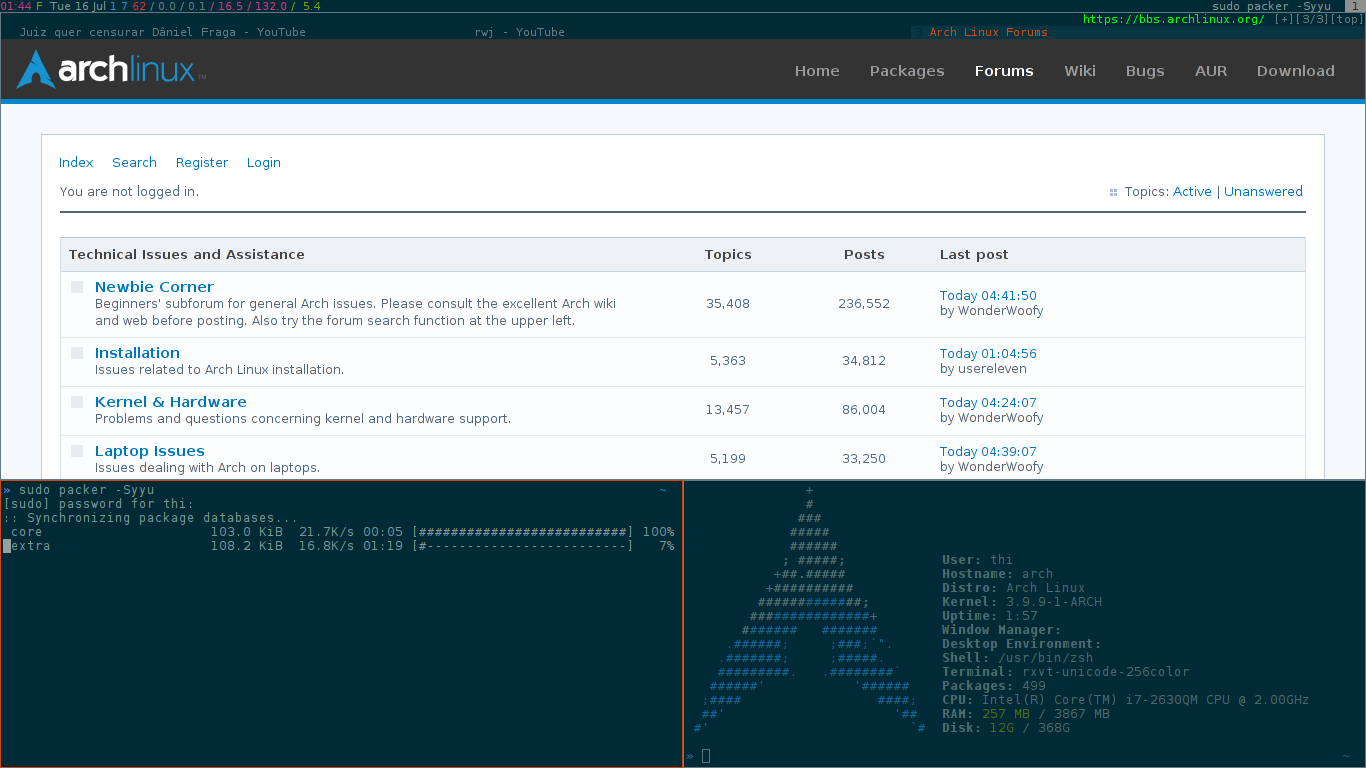 01:44 F Tue 16 Jul 1 7 62 / 0.0 / 0.1 / 16.5 / 132.0 / 5.4 sudo packer -Syyu 1
https://bbs.archlinux.org/ [+][3/3][top]
Juiz quer censurar Dâniel Fraga - YouTube rwj - YouTube Arch Linux Forums
archlinux™ Home Packages Forums Wiki Bugs AUR Download
Index Search Register Login
You are not logged in. Topics: Active | Unanswered
Technical Issues and Assistance Topics Posts Last post
Newbie Corner
Beginners' subforum for general Arch issues. Please consult the excellent Arch wiki
and web before posting. Also try the forum search function at the upper left.
35,408 236,552 Today 04:41:50
by WonderWoofy
Installation
Issues related to Arch Linux installation.
5,363 34,812 Today 01:04:56
by usereleven
Kernel & Hardware
Problems and questions concerning kernel and hardware support.
13,457 86,004 Today 04:24:07
by WonderWoofy
Laptop Issues
Issues dealing with Arch on laptops.
5,199 33,250 Today 04:39:07
by WonderWoofy
» sudo packer -Syyu ~
[sudo] password for thi:
:: Synchronizing package databases...
core 103.0 KiB 21.7K/s 00:05 [##########################] 100%
extra 108.2 KiB 16.8K/s 01:19 [#-------------------------] 7%
User: thi
Hostname: arch
Distro: Arch Linux
Kernel: 3.9.9-1-ARCH
Uptime: 1:57
Window Manager:
Desktop Environment:
Shell: /usr/bin/zsh
Terminal: rxvt-unicode-256color
Packages: 499
CPU: Intel(R) Core(TM) i7-2630QM CPU @ 2.00GHz
RAM: 257 MB / 3867 MB
Disk: 12G / 368G
» ~